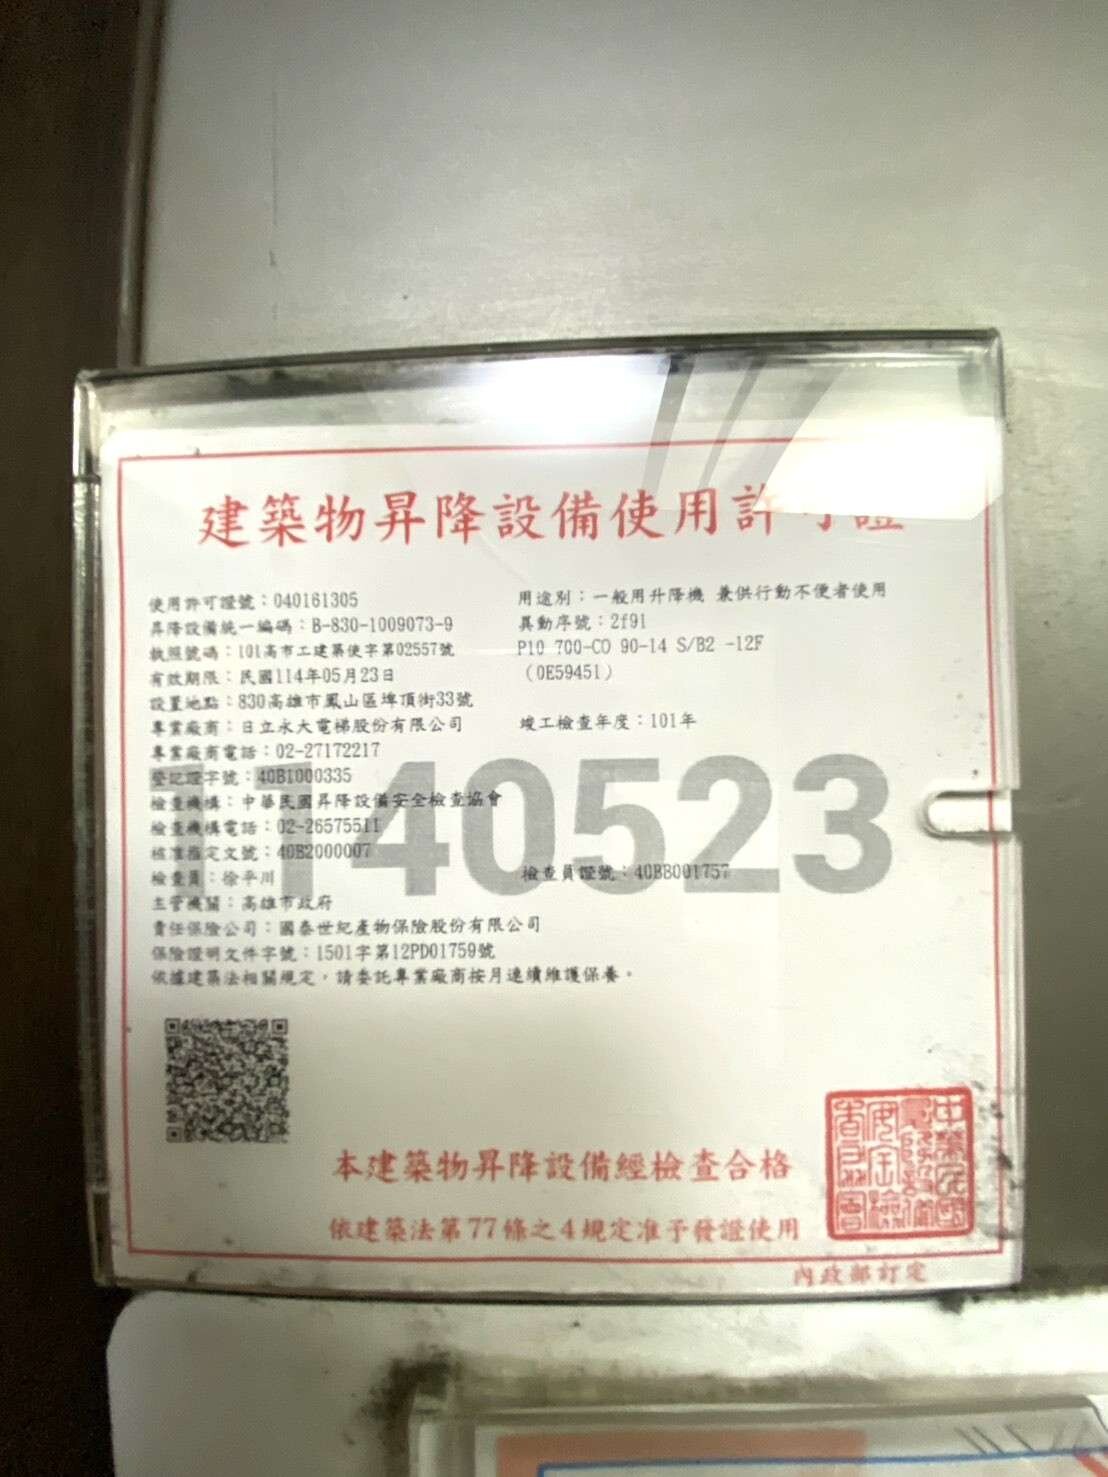 建築物昇降設備使用許可證
使用許可證號：040161305
用途別：一般用升降機 兼供行動不便者使用
昇降設備統一編碼：B-830-1009073-9
異動序號：2f91
執照號碼：101高市工建築使字第02557號
P10 700-CO 90-14 S/B2 -12F
有效期限：民國114年05月23日
(0E59451)
設置地點：830高雄市鳳山區埤頂街33號
專業廠商：日立永大電梯股份有限公司
竣工檢查年度：101年
專業廠商電話：02-27172217
登記證字號：40B1000335
檢查機構：中華民國昇降設備安全檢查協會
檢查機構電話：02-26575511
核准指定文號：40B2000007
1140523
檢查員：徐平川
檢查員證號：40BB001757
主管機關：高雄市政府
責任保險公司：國泰世紀產物保險股份有限公司
保險證明文件字號：1501字第12PD01759號
依據建築法相關規定，請委託專業廠商按月連續維護保養。
本建築物昇降設備經檢查合格
依建築法第77條之4規定准予發證使用
中華民國昇降設備安全檢查協會
內政部訂定